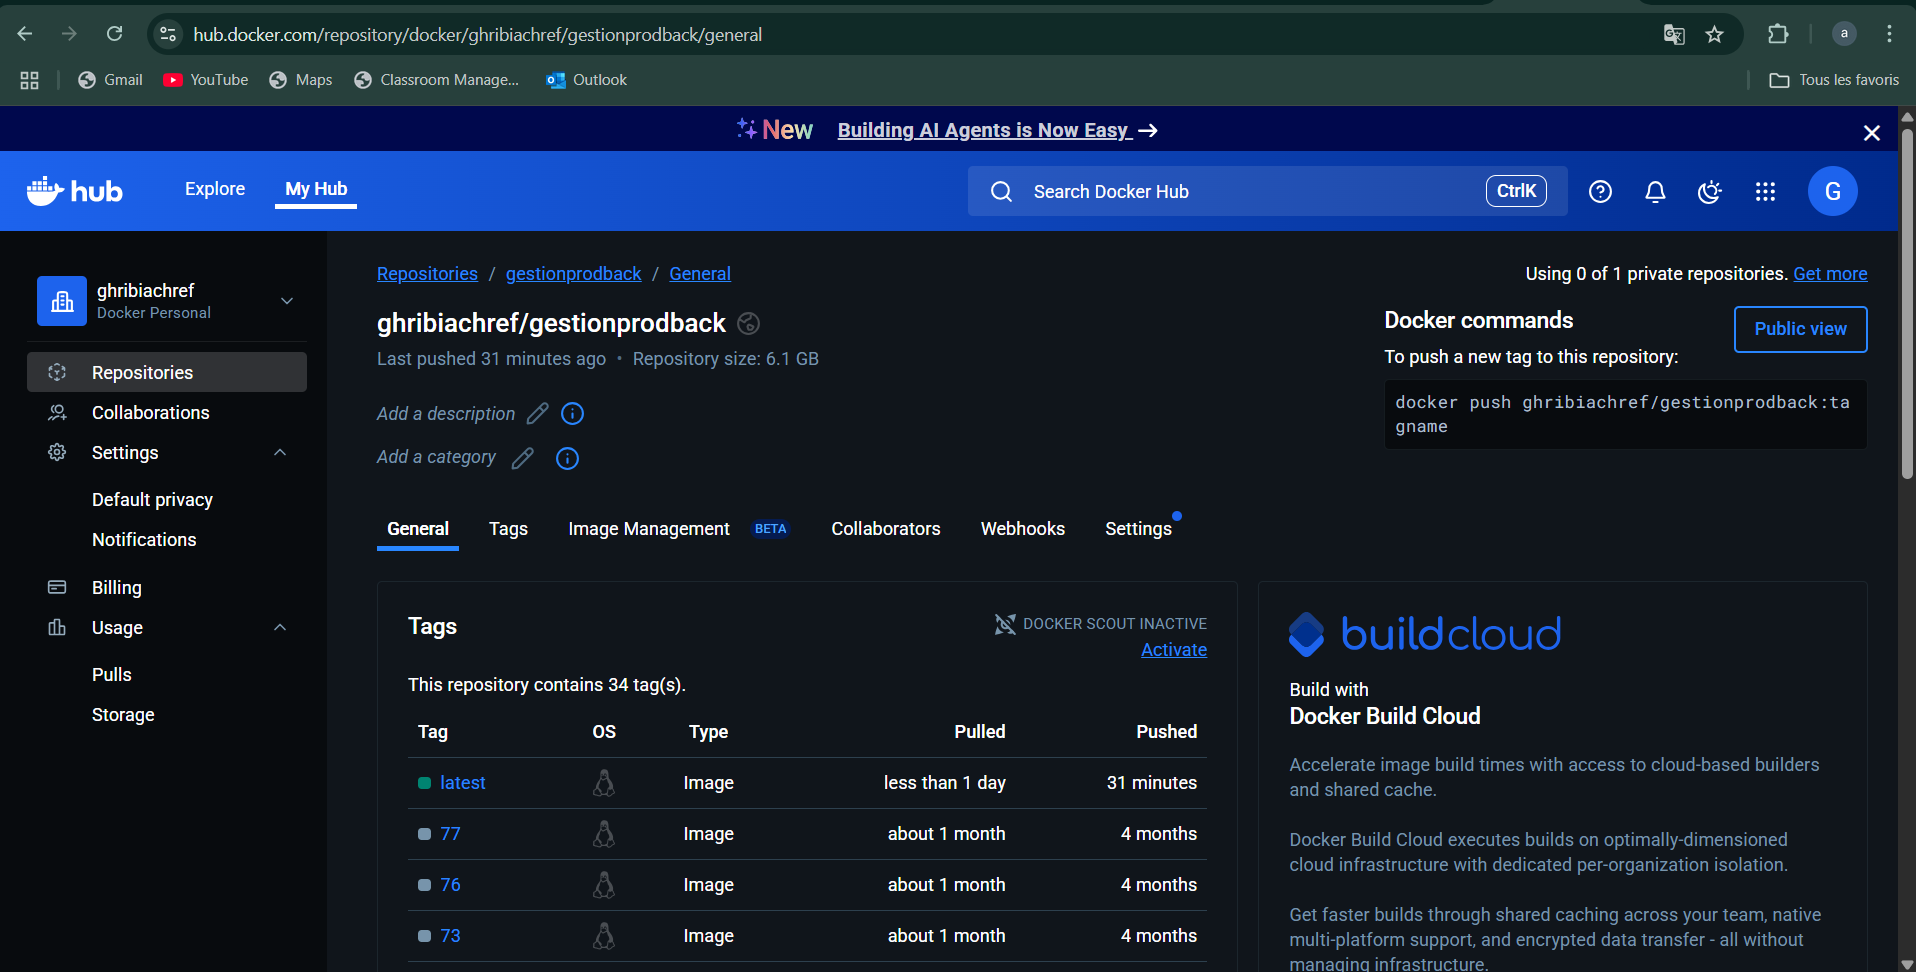 hub.docker.com/repository/docker/ghribiachref/gestionprodback/general
a
Gmail
YouTube
Maps
Classroom Manage...
Outlook
Tous les favoris
New
Building AI Agents is Now Easy →
hub
Explore
My Hub
Search Docker Hub
CtrlK
G
ghribiachref
Docker Personal
Repositories
Collaborations
Settings
Default privacy
Notifications
Billing
Usage
Pulls
Storage
Repositories / gestionprodback / General
Using 0 of 1 private repositories. Get more
ghribiachref/gestionprodback
Last pushed 31 minutes ago • Repository size: 6.1 GB
Add a description
Add a category
Docker commands
Public view
To push a new tag to this repository:
docker push ghribiachref/gestionprodback:ta
gname
General
Tags
Image Management BETA
Collaborators
Webhooks
Settings
Tags
DOCKER SCOUT INACTIVE
Activate
This repository contains 34 tag(s).
Tag OS Type Pulled Pushed
latest Image less than 1 day 31 minutes
77 Image about 1 month 4 months
76 Image about 1 month 4 months
73 Image about 1 month 4 months
buildcloud
Build with
Docker Build Cloud
Accelerate image build times with access to cloud-based builders
and shared cache.
Docker Build Cloud executes builds on optimally-dimensioned
cloud infrastructure with dedicated per-organization isolation.
Get faster builds through shared caching across your team, native
multi-platform support, and encrypted data transfer - all without
managing infrastructure.